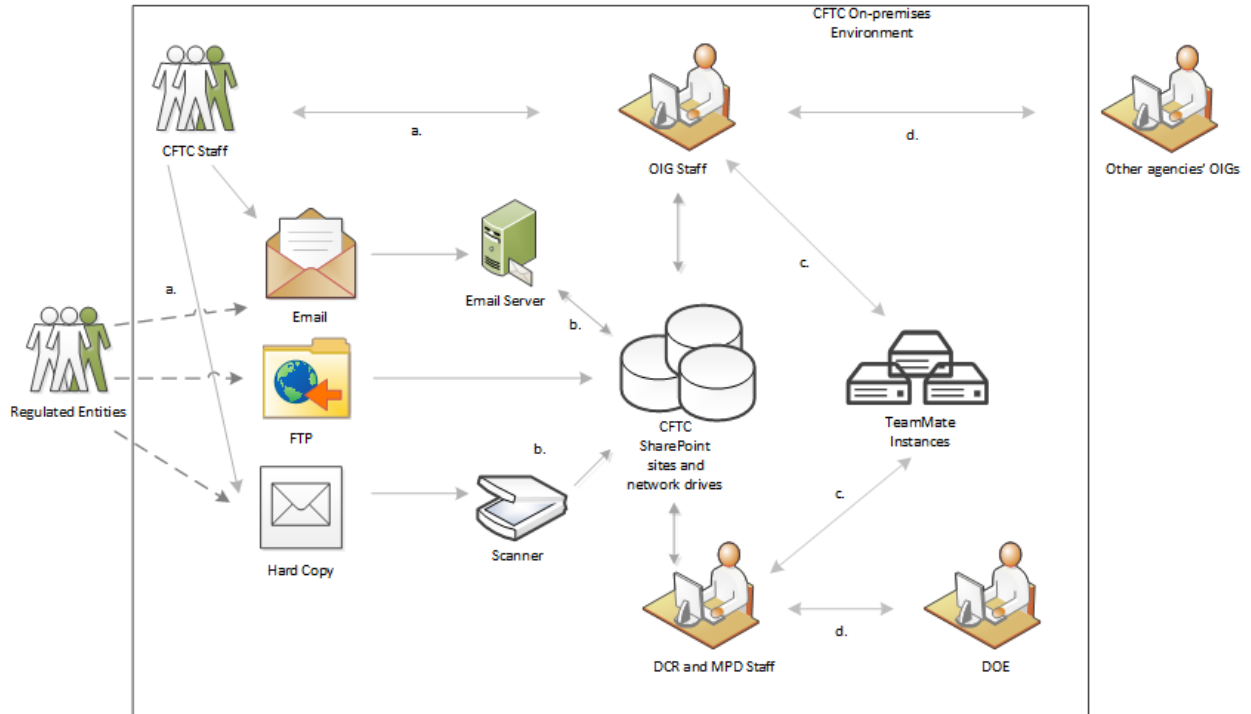 CFTC On-premises
Environment
CFTC Staff
a.
OIG Staff
d.
Other agencies' OIGs
a.
Email
Email Server
c.
b.
Regulated Entities
FTP
CFTC
SharePoint
sites and
network drives
TeamMate
Instances
b.
c.
Hard Copy
Scanner
DCR and MPD Staff
d.
DOE